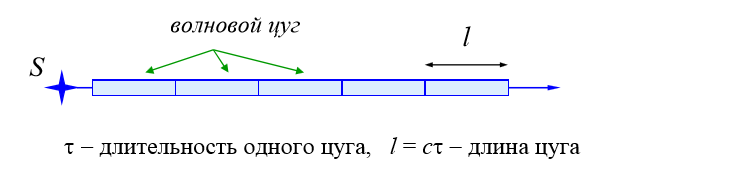 волновой цуг
l
S
τ – длительность одного цуга, l = cτ – длина цуга